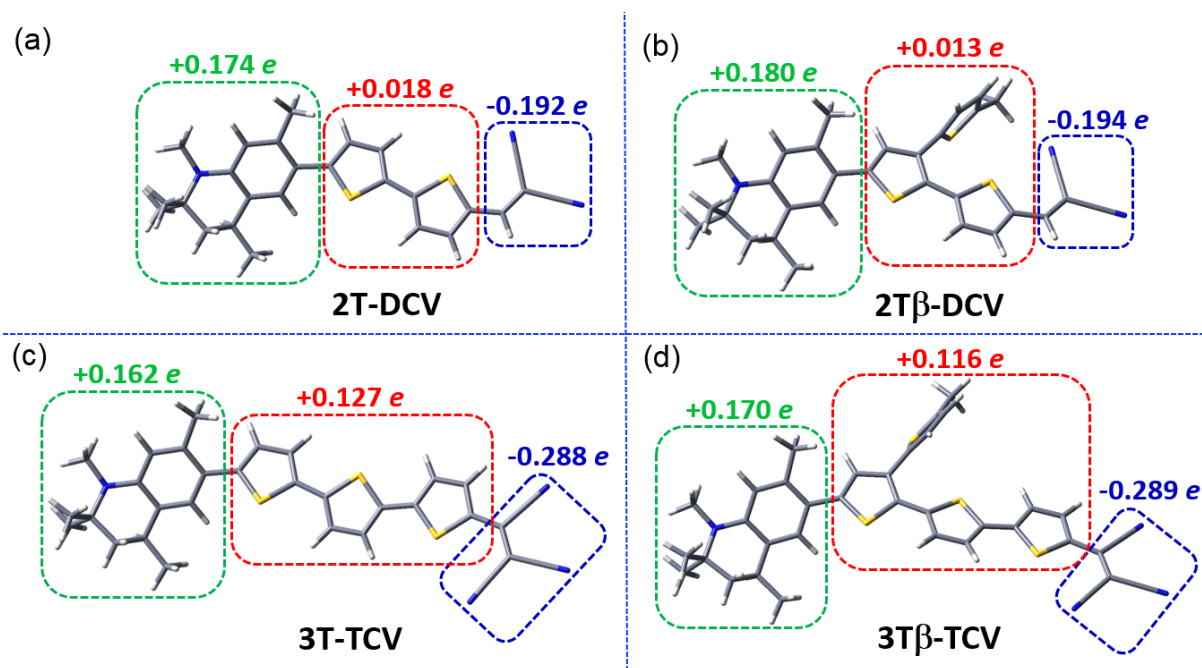 (a)
+0.174 e
+0.018 e
-0.192 e
2T-DCV
(b)
+0.180 e
+0.013 e
-0.194 e
2Tβ-DCV
(c)
+0.162 e
+0.127 e
-0.288 e
3T-TCV
(d)
+0.170 e
+0.116 e
-0.289 e
3Tβ-TCV